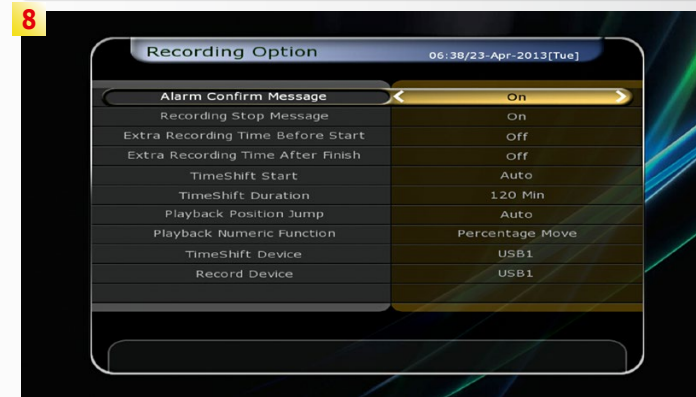 8
Recording Option 06:38/23-Apr-2013[Tue]
Alarm Confirm Message On
Recording Stop Message On
Extra Recording Time Before Start Off
Extra Recording Time After Finish Off
TimeShift Start Auto
TimeShift Duration 120 Min
Playback Position Jump Auto
Playback Numeric Function Percentage Move
TimeShift Device USB1
Record Device USB1